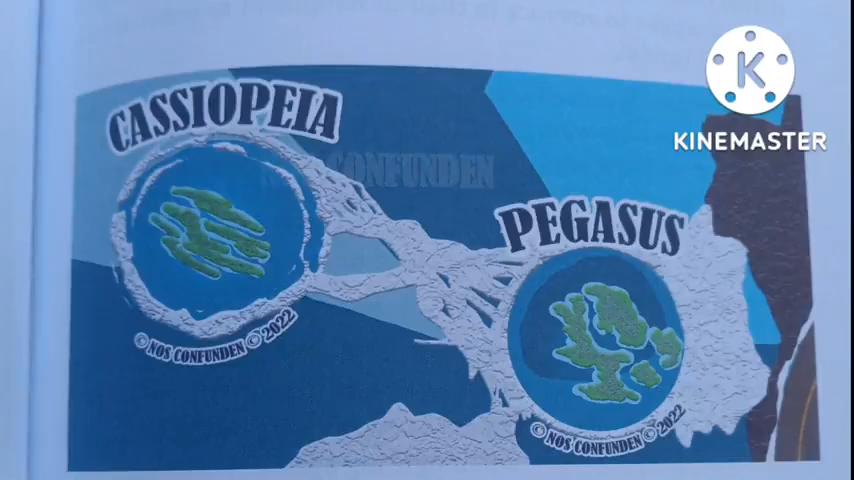 CASSIOPEIA
NOS CONFUNDEN
PEGASUS
© NOS CONFUNDEN © 2022
© NOS CONFUNDEN © 2022
K
KINEMASTER